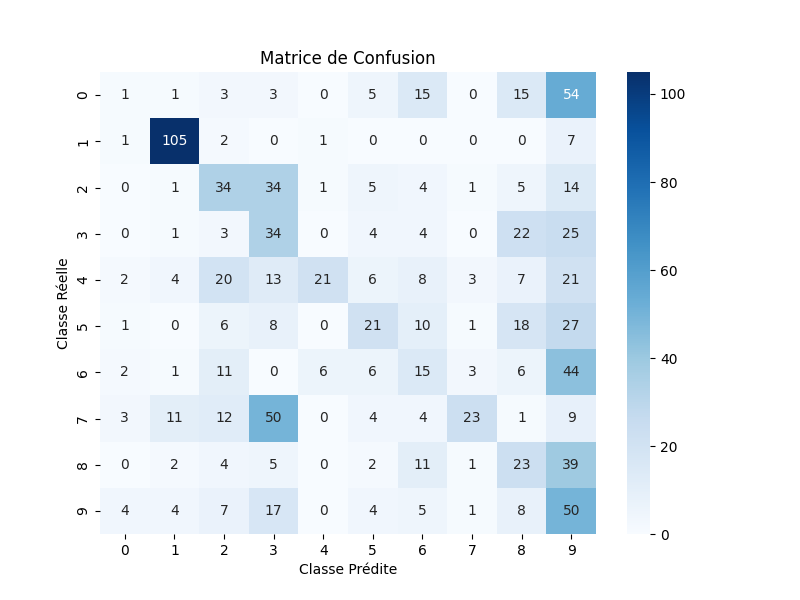 Matrice de Confusion
0 1 1 3 3 0 5 15 0 15 54
1 1 105 2 0 1 0 0 0 0 7
2 0 1 34 34 1 5 4 1 5 14
3 0 1 3 34 0 4 4 0 22 25
4 2 4 20 13 21 6 8 3 7 21
5 1 0 6 8 0 21 10 1 18 27
6 2 1 11 0 6 6 15 3 6 44
7 3 11 12 50 0 4 4 23 1 9
8 0 2 4 5 0 2 11 1 23 39
9 4 4 7 17 0 4 5 1 8 50
0 1 2 3 4 5 6 7 8 9
Classe Prédite
Classe Réelle
100
80
60
40
20
0